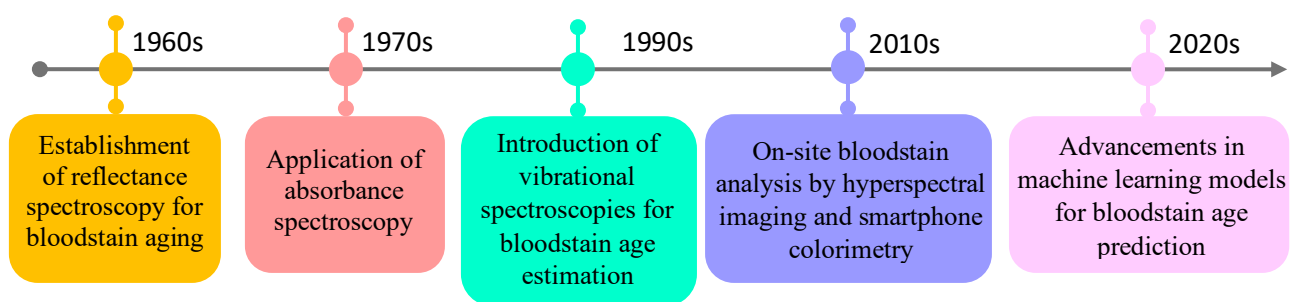 1960s
1970s
1990s
2010s
2020s
Establishment
of reflectance
spectroscopy for
bloodstain aging
Application of
absorbance
spectroscopy
Introduction of
vibrational
spectroscopies for
bloodstain age
estimation
On-site bloodstain
analysis by hyperspectral
imaging and smartphone
colorimetry
Advancements in
machine learning models
for bloodstain age
prediction